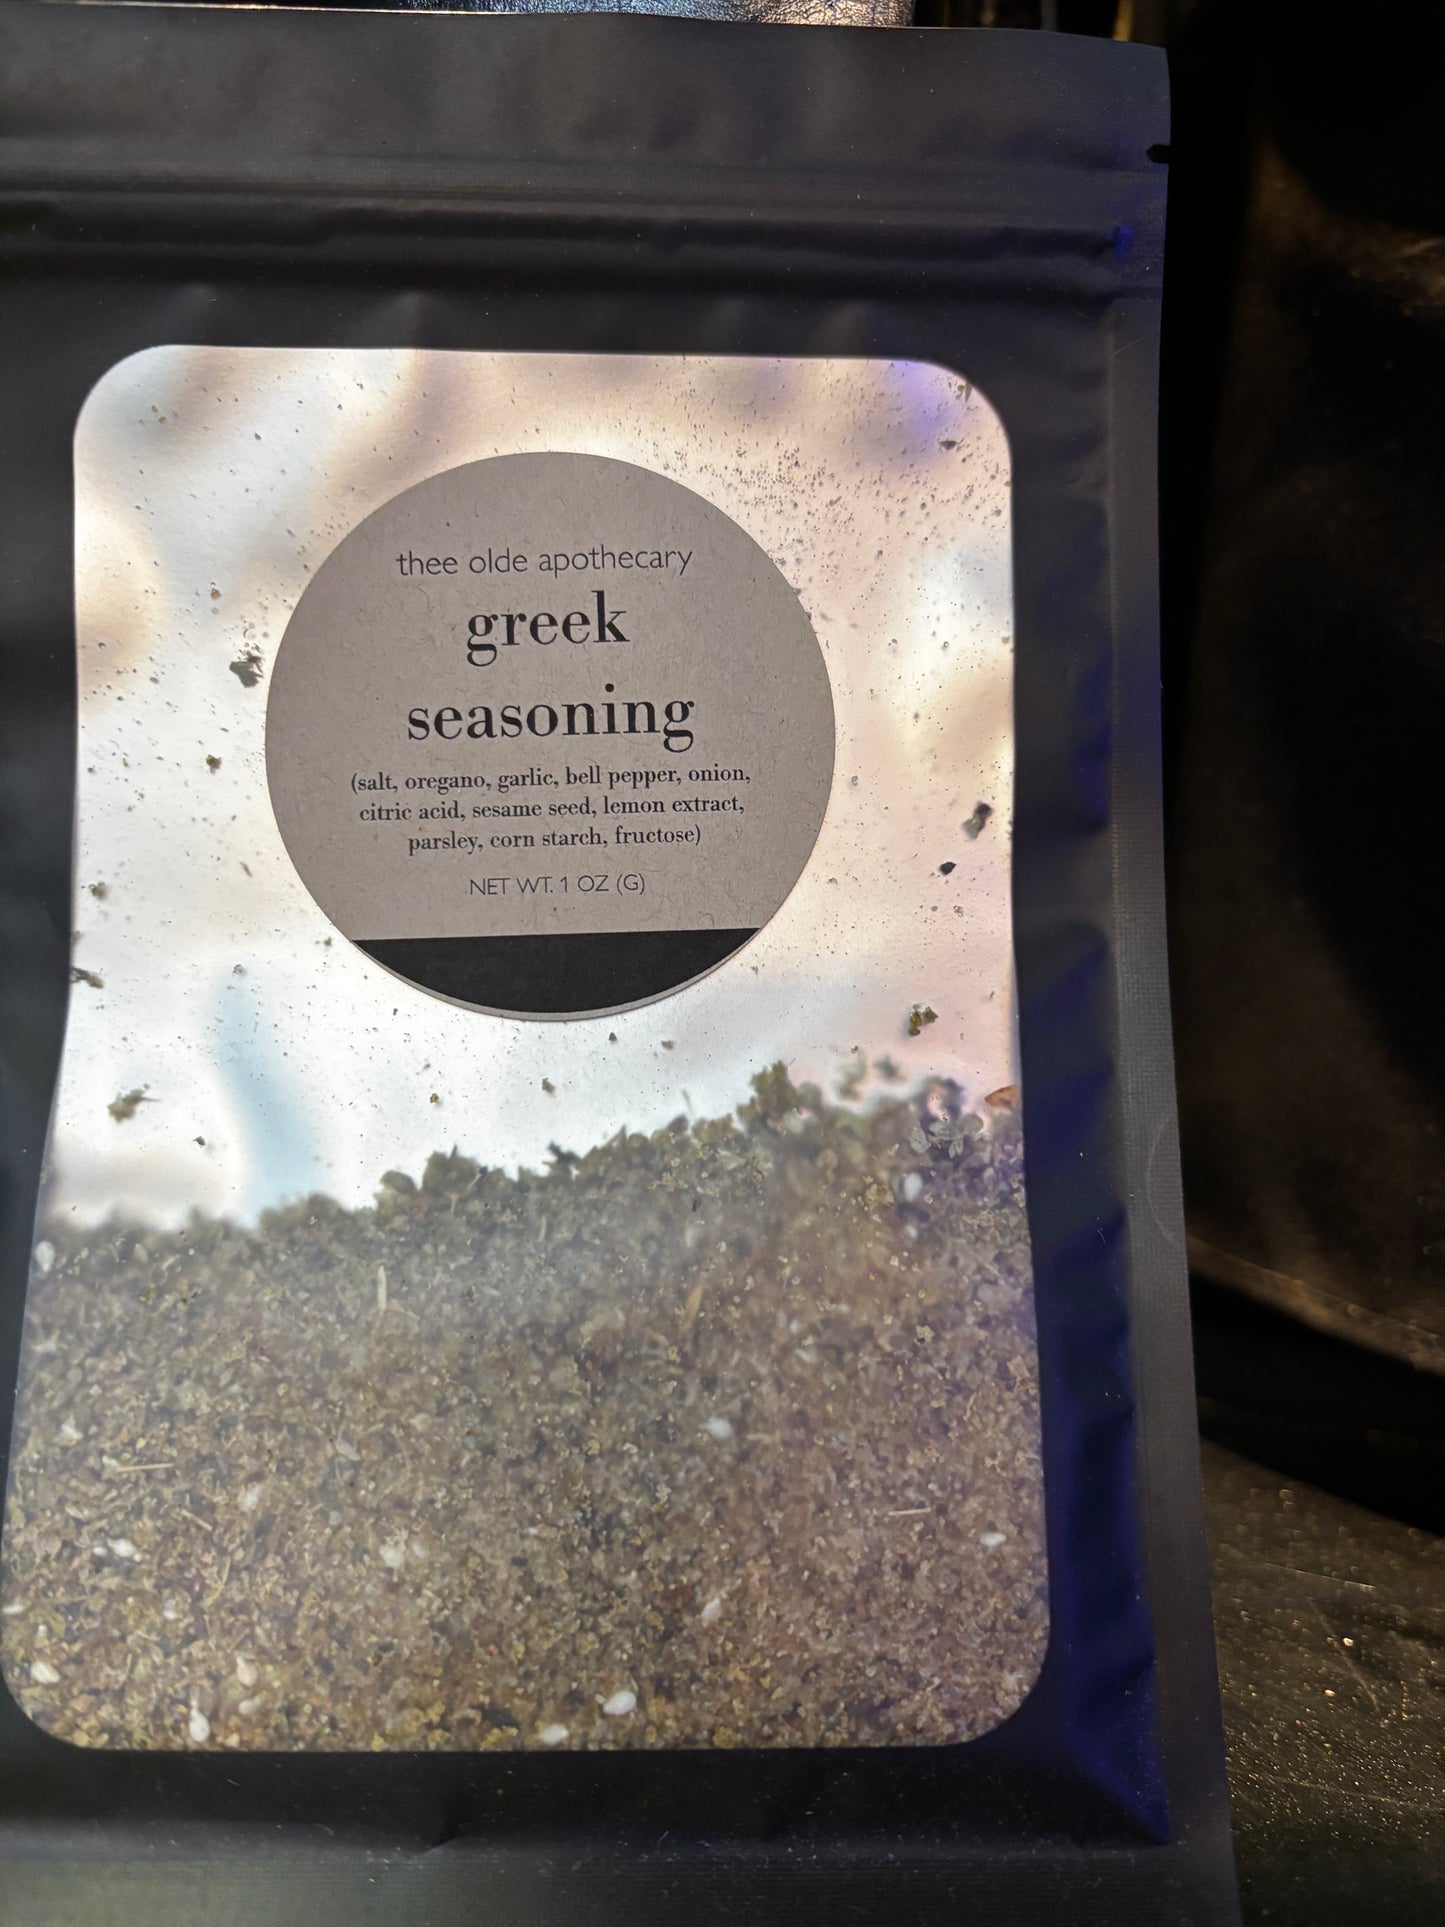 thee olde apothecary
greek
seasoning
(salt, oregano, garlic, bell pepper, onion,
citric acid, sesame seed, lemon extract,
parsley, corn starch, fructose)
NET WT. 1 OZ (G)